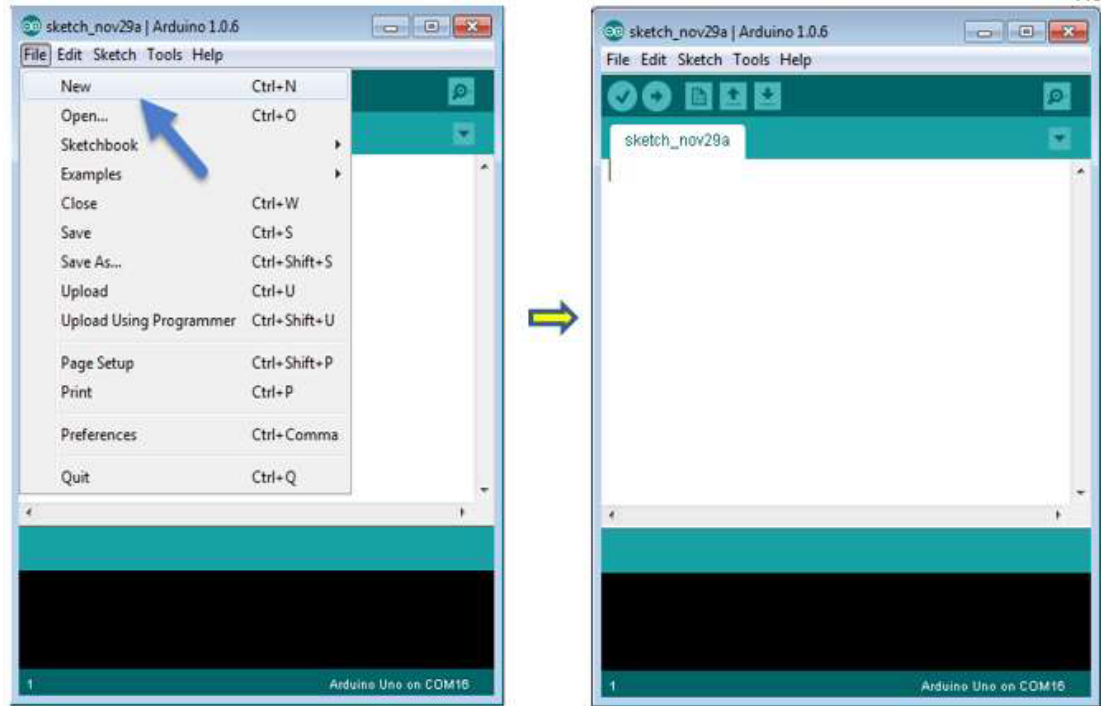 sketch_nov29a | Arduino 1.0.6
File Edit Sketch Tools Help
New Ctrl+N
Open... Ctrl+O
Sketchbook
Examples
Close Ctrl+W
Save Ctrl+S
Save As... Ctrl+Shift+S
Upload Ctrl+U
Upload Using Programmer Ctrl+Shift+U
Page Setup Ctrl+Shift+P
Print Ctrl+P
Preferences Ctrl+Comma
Quit Ctrl+Q
1 Arduino Uno on COM16
sketch_nov29a | Arduino 1.0.6
File Edit Sketch Tools Help
sketch_nov29a
1 Arduino Uno on COM16